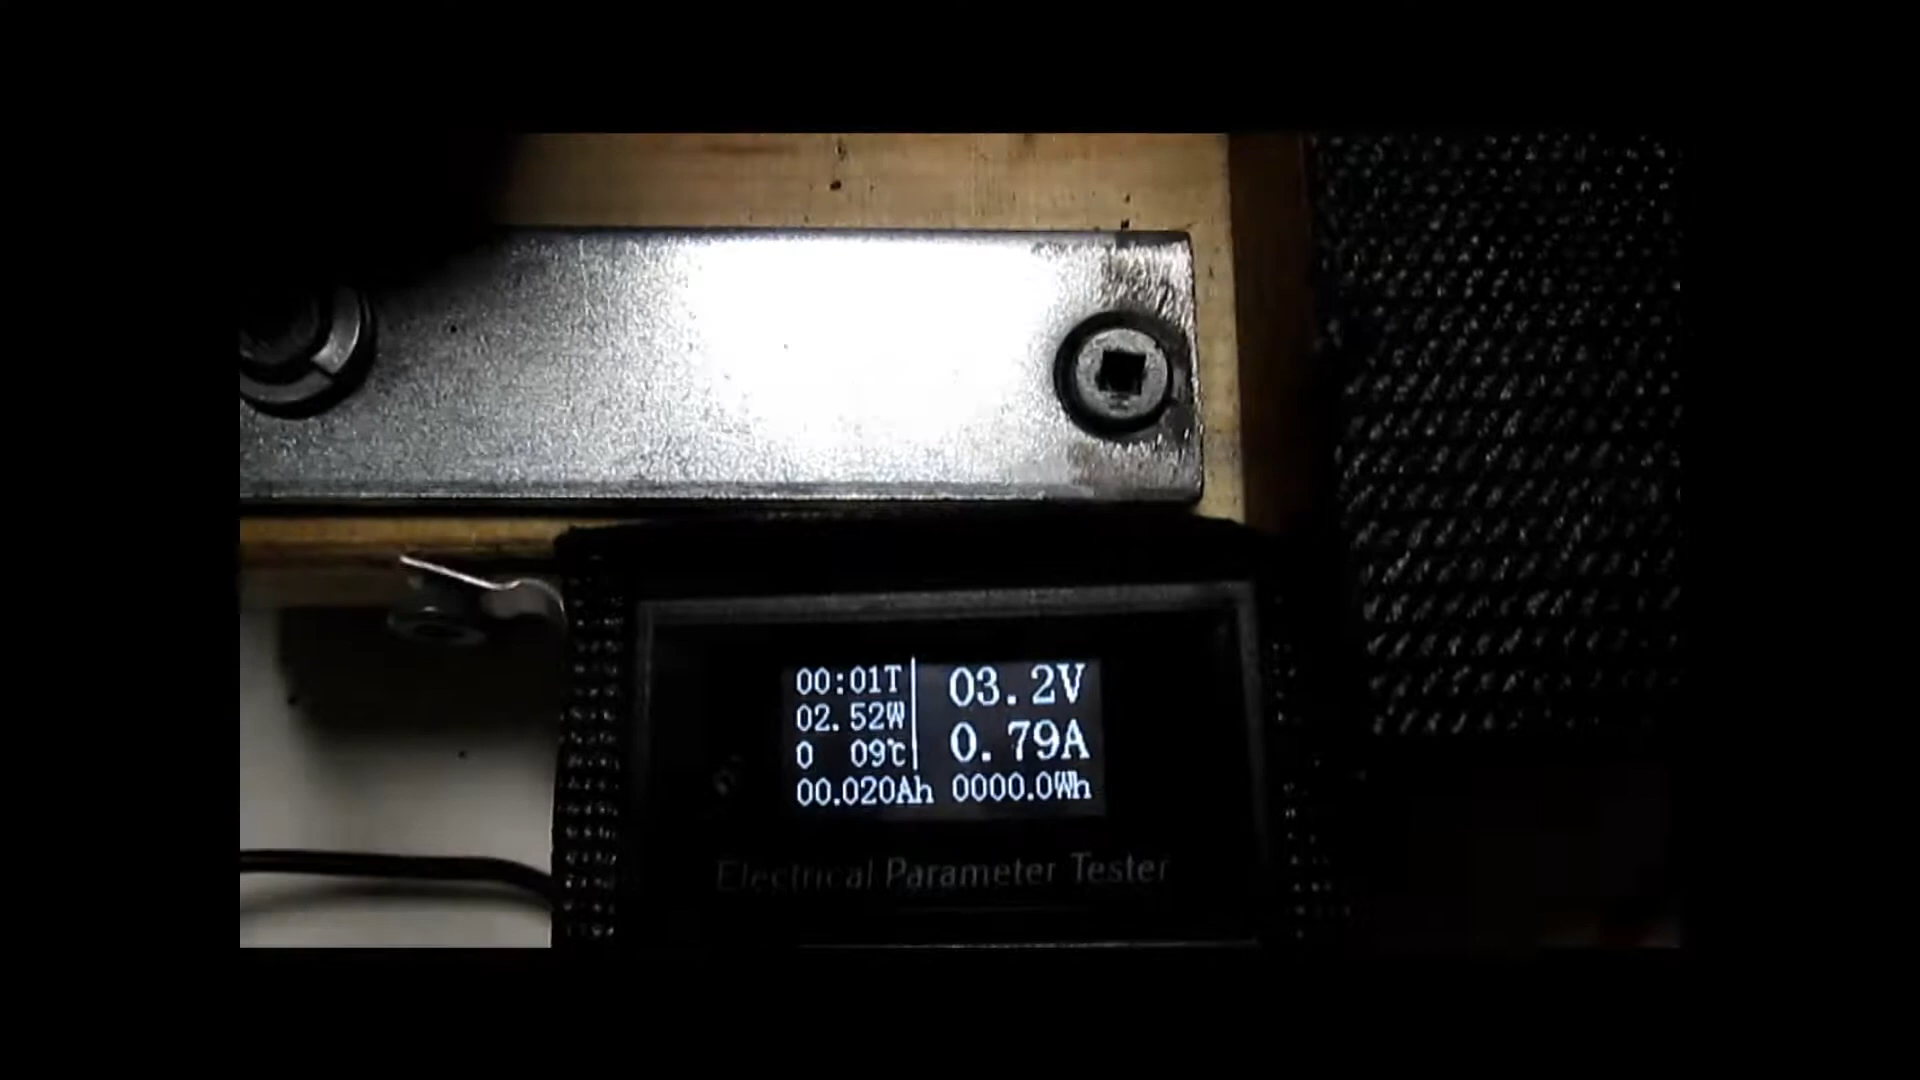 00:01T 03.2V
02.52W
0 09℃ 0.79A
00.020Ah 0000.0Wh
Electrical Parameter Tester